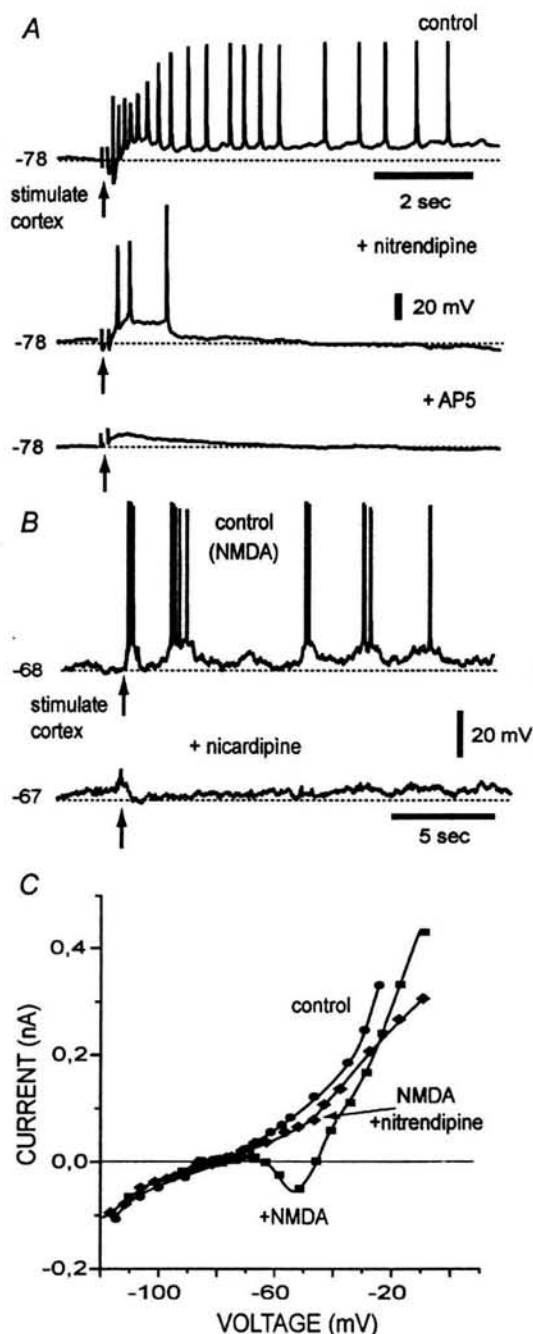 A
control
-78
stimulate
cortex
2 sec
+ nitrendipine
20 mV
-78
+ AP5
-78
B
control
(NMDA)
-68
stimulate
cortex
+ nicardipine
20 mV
-67
5 sec
C
CURRENT (nA)
0,4
control
0,2
NMDA
+nitrendipine
0,0
+NMDA
-0,2
-100
-60
-20
VOLTAGE (mV)